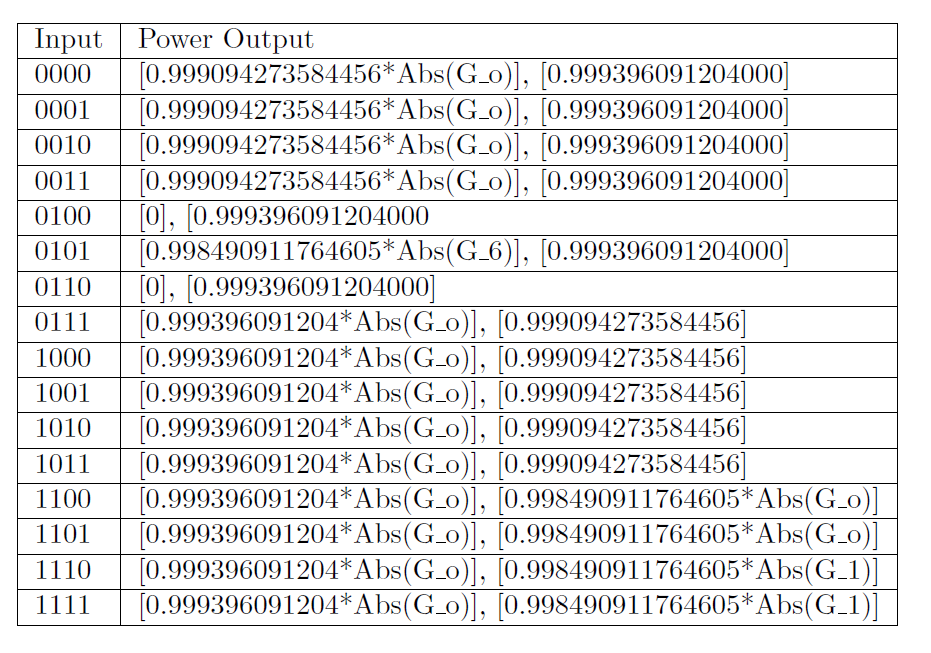 Input Power Output
0000 [0.999094273584456*Abs(G_o)], [0.999396091204000]
0001 [0.999094273584456*Abs(G_o)], [0.999396091204000]
0010 [0.999094273584456*Abs(G_o)], [0.999396091204000]
0011 [0.999094273584456*Abs(G_o)], [0.999396091204000]
0100 [0], [0.999396091204000
0101 [0.998490911764605*Abs(G_6)], [0.999396091204000]
0110 [0], [0.999396091204000]
0111 [0.999396091204*Abs(G_o)], [0.999094273584456]
1000 [0.999396091204*Abs(G_o)], [0.999094273584456]
1001 [0.999396091204*Abs(G_o)], [0.999094273584456]
1010 [0.999396091204*Abs(G_o)], [0.999094273584456]
1011 [0.999396091204*Abs(G_o)], [0.999094273584456]
1100 [0.999396091204*Abs(G_o)], [0.998490911764605*Abs(G_o)]
1101 [0.999396091204*Abs(G_o)], [0.998490911764605*Abs(G_o)]
1110 [0.999396091204*Abs(G_o)], [0.998490911764605*Abs(G_1)]
1111 [0.999396091204*Abs(G_o)], [0.998490911764605*Abs(G_1)]